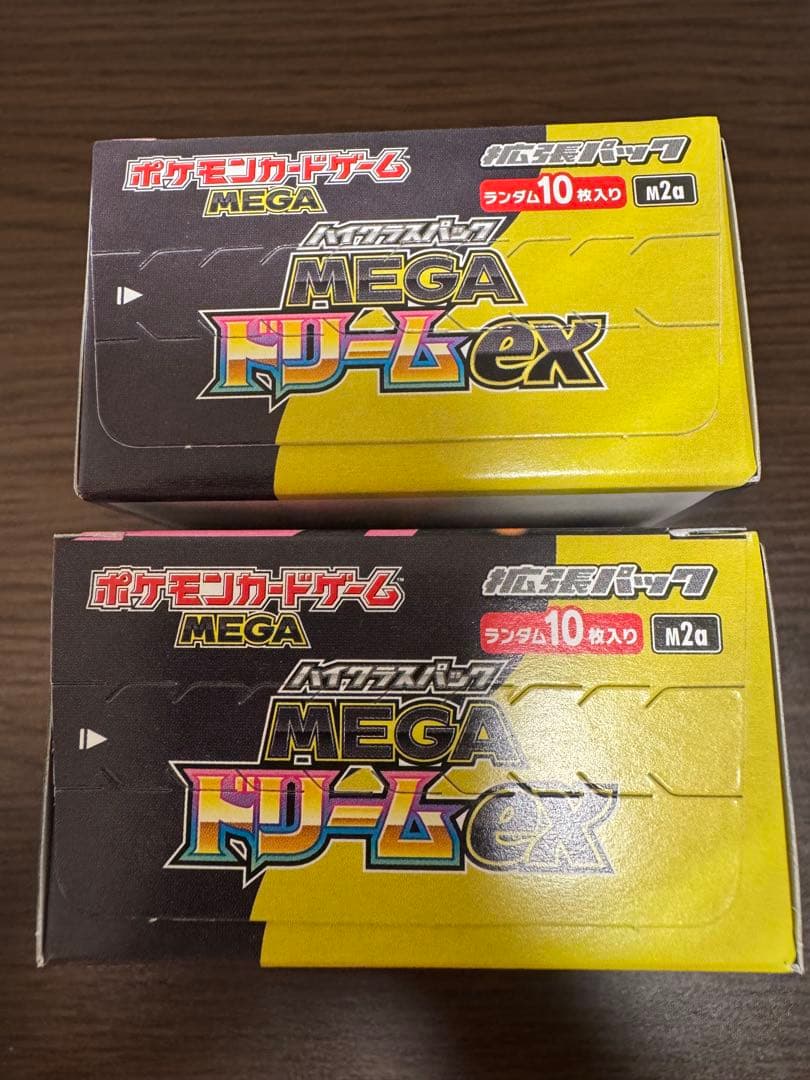 ポケモンカードゲーム
MEGA
拡張パック
ランダム10枚入り M2a
ハイクラスパック
MEGA
ドリームex
ポケモンカードゲーム™
MEGA
拡張パック
ランダム10枚入り M2a
ハイクラスパック
MEGA
ドリームex